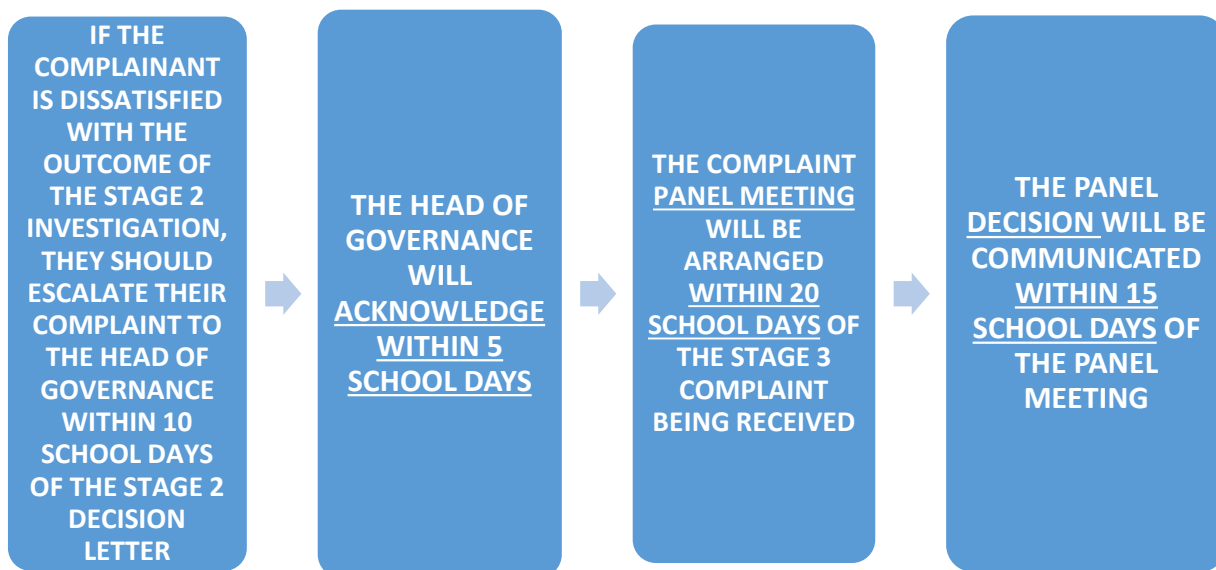 IF THE
COMPLAINANT
IS DISSATISFIED
WITH THE
OUTCOME OF
THE STAGE 2
INVESTIGATION,
THEY SHOULD
ESCALATE THEIR
COMPLAINT TO
THE HEAD OF
GOVERNANCE
WITHIN 10
SCHOOL DAYS
OF THE STAGE 2
DECISION
LETTER
THE HEAD OF
GOVERNANCE
WILL
ACKNOWLEDGE
WITHIN 5
SCHOOL DAYS
THE COMPLAINT
PANEL MEETING
WILL BE
ARRANGED
WITHIN 20
SCHOOL DAYS OF
THE STAGE 3
COMPLAINT
BEING RECEIVED
THE PANEL
DECISION WILL BE
COMMUNICATED
WITHIN 15
SCHOOL DAYS OF
THE PANEL
MEETING